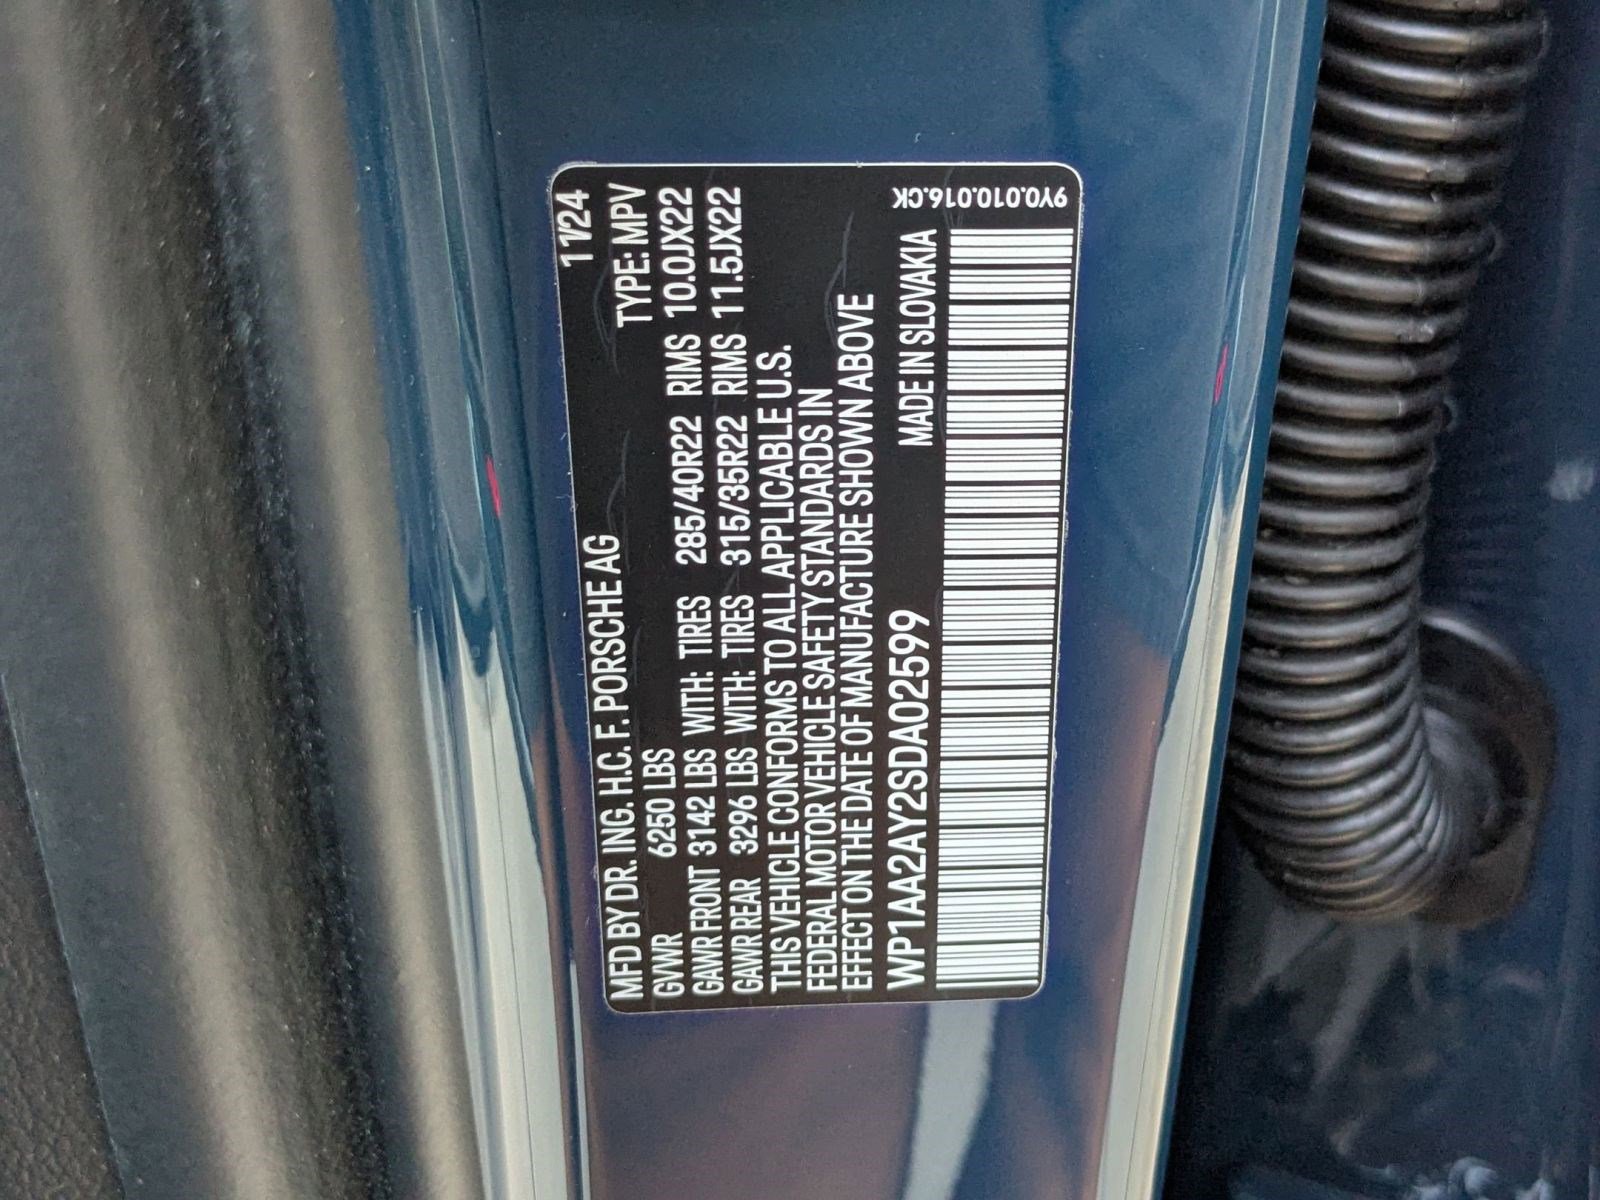 MFD BY DR. ING. H.C. F. PORSCHE AG 11/24
GVWR 6250 LBS TYPE: MPV
GAWR FRONT 3142 LBS WITH: TIRES 285/40R22 RIMS 10.0JX22
GAWR REAR 3296 LBS WITH: TIRES 315/35R22 RIMS 11.5JX22
THIS VEHICLE CONFORMS TO ALL APPLICABLE U.S.
FEDERAL MOTOR VEHICLE SAFETY STANDARDS IN
EFFECT ON THE DATE OF MANUFACTURE SHOWN ABOVE
WP1AA2AY2SDA02599 MADE IN SLOVAKIA
9Y0.010.016.CK